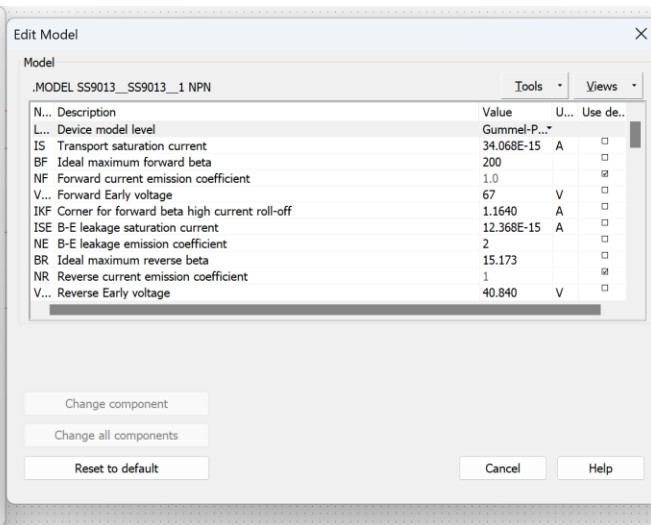 Edit Model
Model
.MODEL SS9013__SS9013__1 NPN
Tools
Views
N... Description Value U... Use de..
L... Device model level Gummel-P...
IS Transport saturation current 34.068E-15 A
BF Ideal maximum forward beta 200
NF Forward current emission coefficient 1.0
V... Forward Early voltage 67 V
IKF Corner for forward beta high current roll-off 1.1640 A
ISE B-E leakage saturation current 12.368E-15 A
NE B-E leakage emission coefficient 2
BR Ideal maximum reverse beta 15.173
NR Reverse current emission coefficient 1
V... Reverse Early voltage 40.840 V
Change component
Change all components
Reset to default
Cancel
Help